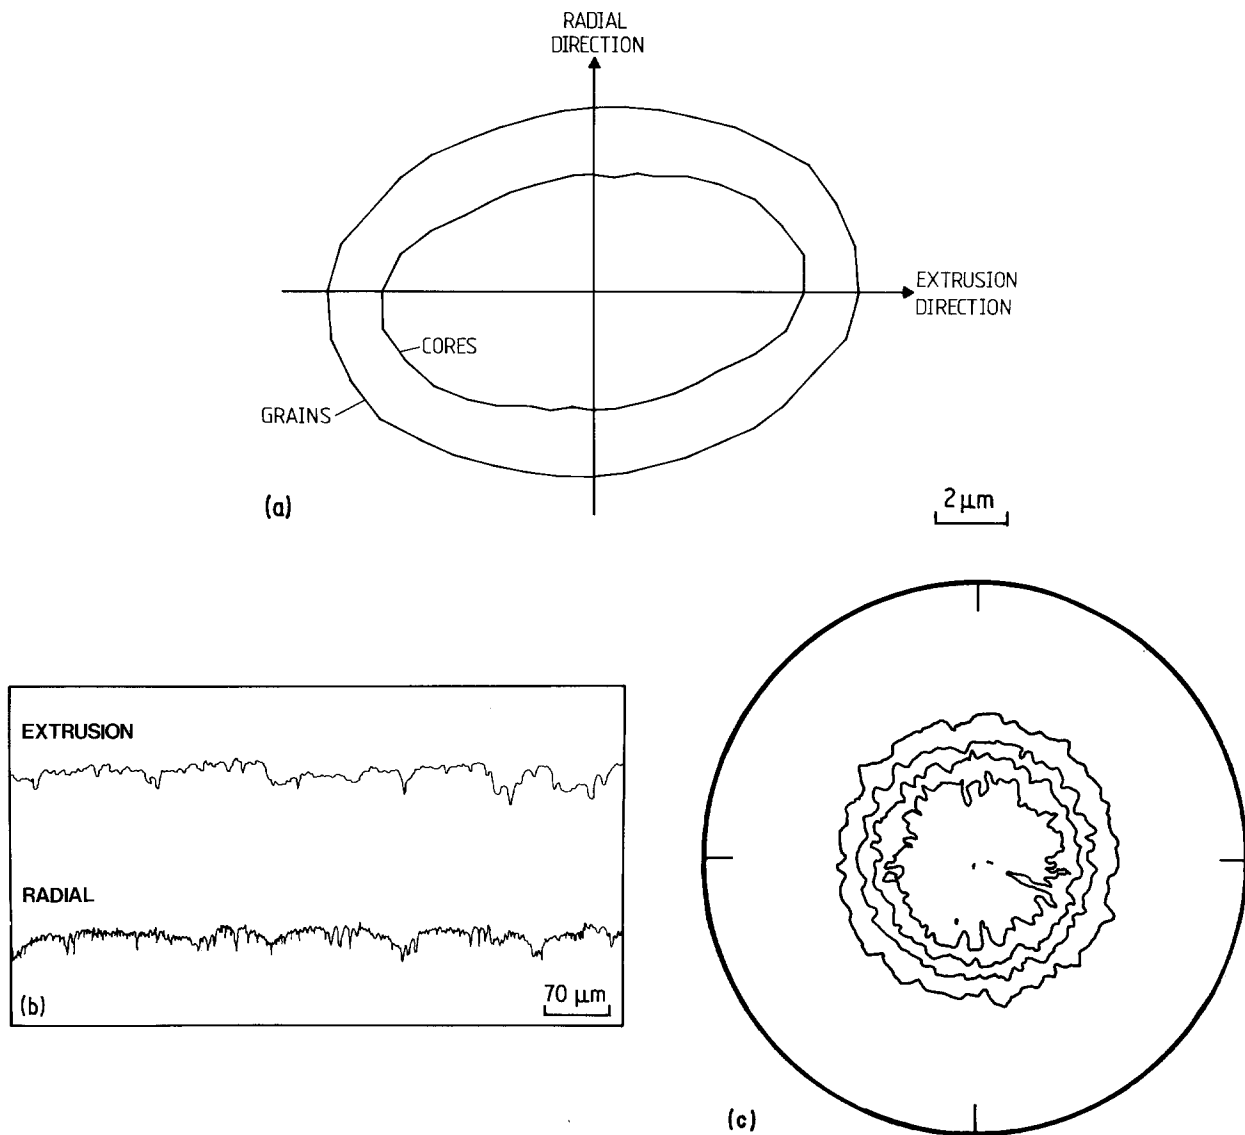 RADIAL
DIRECTION
EXTRUSION
DIRECTION
CORES
GRAINS
(a)
2 μm
EXTRUSION
RADIAL
(b)
70 μm
(c)